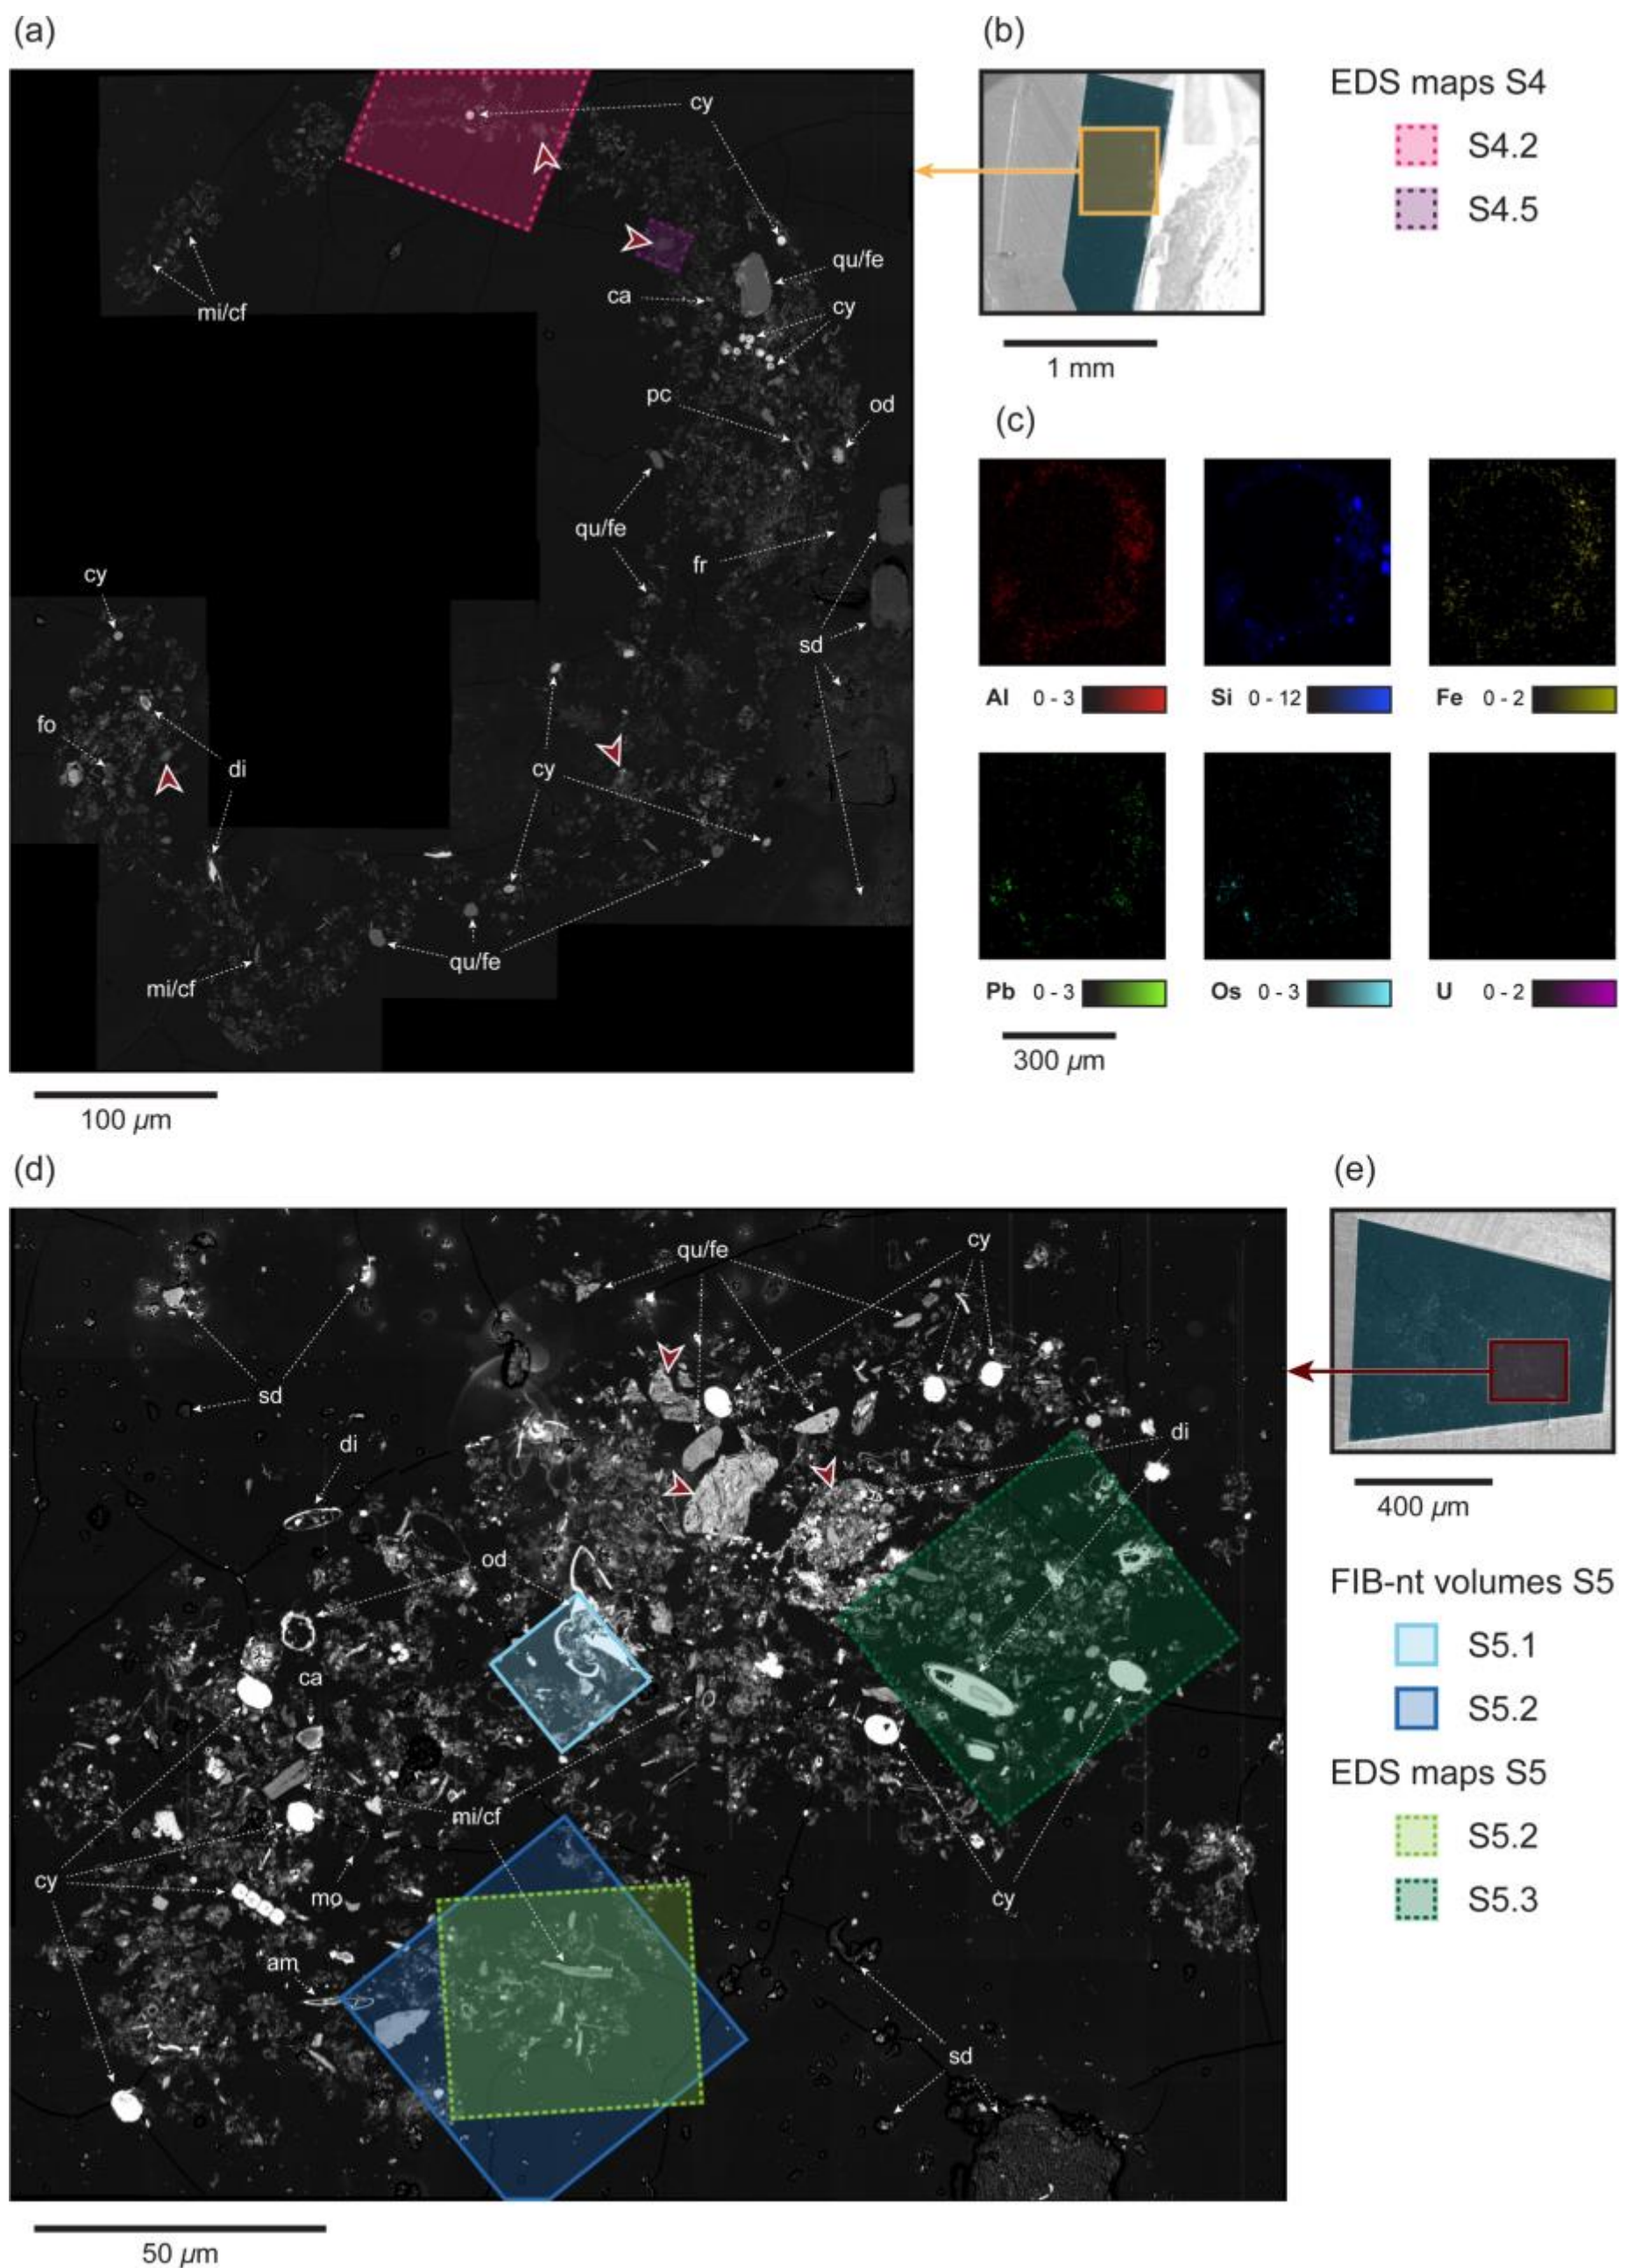 (a)
cy
qu/fe
ca
cy
mi/cf
pc
od
qu/fe
fr
cy
sd
fo
di
cy
qu/fe
mi/cf
100 µm
(b)
1 mm
EDS maps S4
S4.2
S4.5
(c)
Al 0 - 3
Si 0 - 12
Fe 0 - 2
Pb 0 - 3
Os 0 - 3
U 0 - 2
300 µm
(d)
qu/fe
cy
sd
di
di
od
ca
mi/cf
cy
mo
cy
am
sd
50 µm
(e)
400 µm
FIB-nt volumes S5
S5.1
S5.2
EDS maps S5
S5.2
S5.3